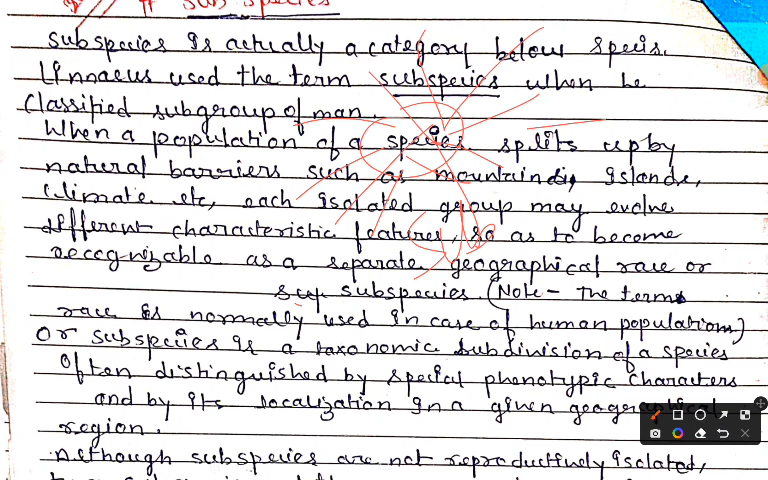 # Sub species
subspecies is actually a category below specis.
Linnaeus used the term subspecies when he
Classified subgroup of man.
When a population of a species splits up by
natural barriers such as mountains, Islands,
Climate etc, each isolated group may evolve
different characteristic features, so as to become
recognizable as a separate geographical race or
sup subspecies. (Note - The terms
race is normally used in case of human population)
Or subspecies is a taxonomic subdivision of a species
Often distinguished by special phenotypic characters
and by its localization in a given geographical
region.
Although subspecies are not reproductively isolated,